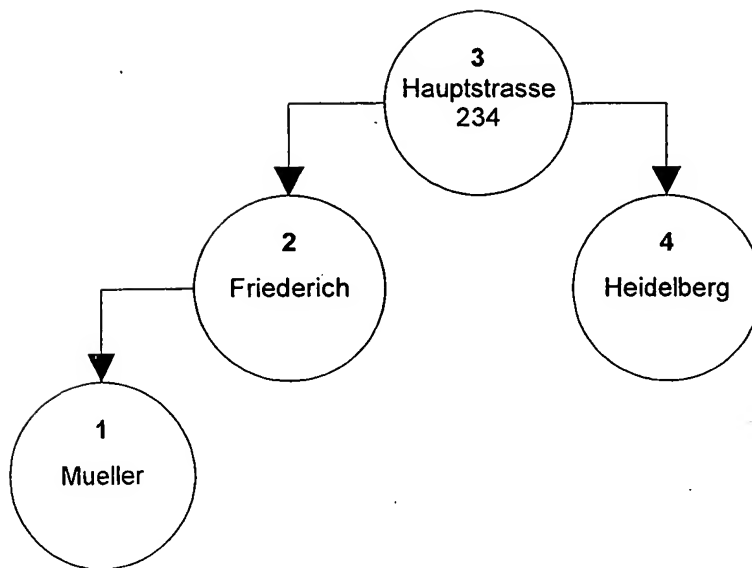 3
Hauptstrasse
234
2
Friederich
4
Heidelberg
1
Mueller